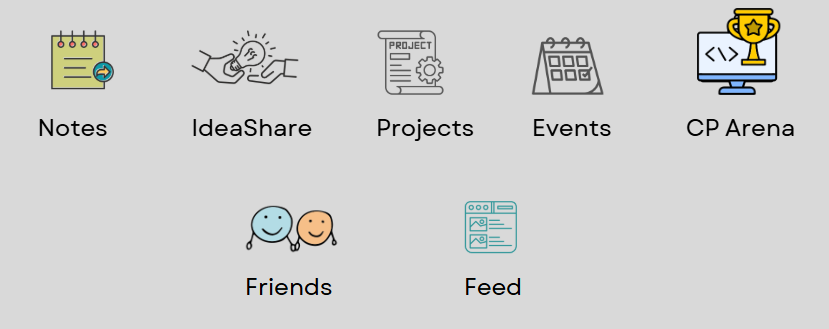 PROJECT
</>
Notes
IdeaShare
Projects
Events
CP Arena
Friends
Feed